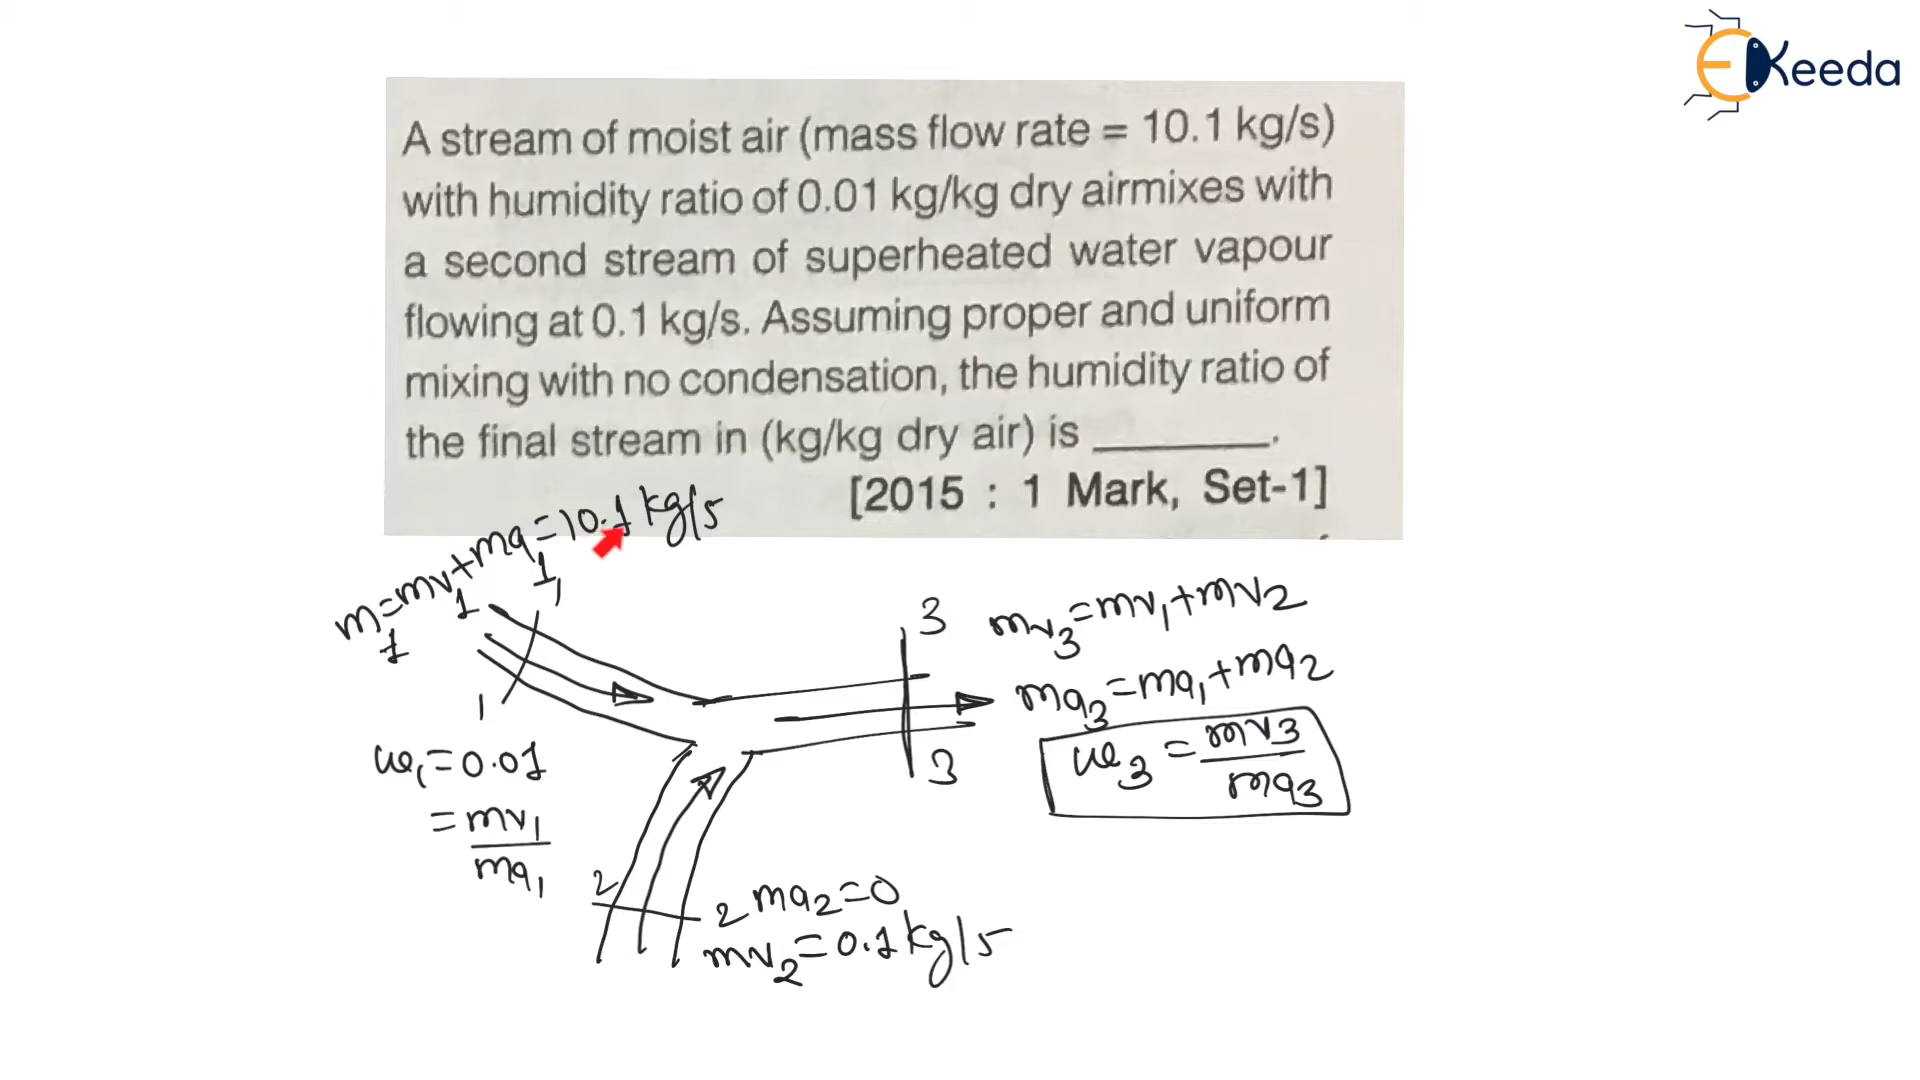 EKeeda
A stream of moist air (mass flow rate = 10.1 kg/s)
with humidity ratio of 0.01 kg/kg dry airmixes with
a second stream of superheated water vapour
flowing at 0.1 kg/s. Assuming proper and uniform
mixing with no condensation, the humidity ratio of
the final stream in (kg/kg dry air) is ________.
[2015 : 1 Mark, Set-1]
m1=mv1+ma1=10.1 kg/s
1
1
ω1=0.01
=mv1
ma1
3
3
mv3=mv1+mv2
ma3=ma1+ma2
ω3=mv3
ma3
2
2
ma2=0
mv2=0.1kg/s